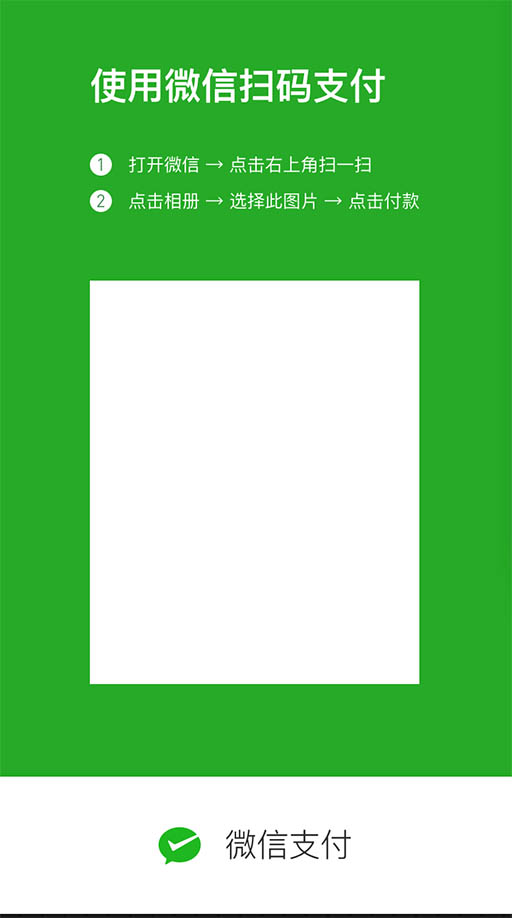 使用微信扫码支付
1 打开微信 → 点击右上角扫一扫
2 点击相册 → 选择此图片 → 点击付款
微信支付